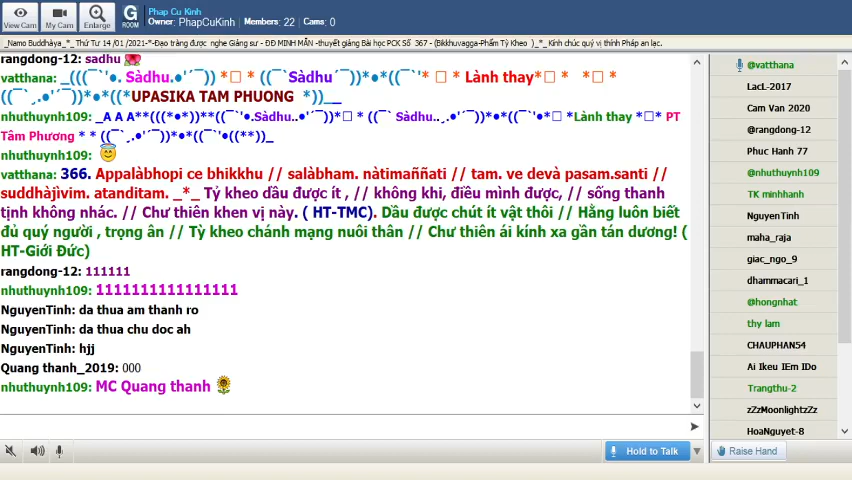 View Cam
My Cam
Enlarge
G
ROOM
Phap Cu Kinh
Owner: PhapCuKinh Members: 22 Cams: 0
_Namo Buddhàya_*_ Thứ Tư 14 /01 /2021-*-Đạo tràng được nghe Giảng sư - ĐĐ MINH MẪN -thuyết giảng Bài học PCK Số 367 - (Bikkhuvagga-Phẩm Tỳ Kheo )_*_ Kính chúc quý vị thính Pháp an lạc.
rangdong-12: sadhu
vatthana: _(((¯`'•. Sàdhu.•'´¯)) *□ * ((¯`'•Sàdhu´¯))*•*((¯`'•* □ * Lành thay*□ * *□ *
((¯`¸.•'´¯))*•*((*UPASIKA TAM PHUONG *))__
nhuthuynh109: _A A A**(((*•*))**((¯`'•.Sàdhu..•'´¯))*□ * ((¯` Sàdhu..¸.•'´¯))*•*((¯`'•*□ *Lành thay *□* PT
Tâm Phương * * ((¯`¸.•'´¯))*•*((¯`'•((**))_
nhuthuynh109:
vatthana: 366. Appalàbhopi ce bhikkhu // salàbham. nàtimaññati // tam. ve devà pasam.santi //
suddhàjìvim. atanditam. _*_ Tỷ kheo dầu được ít , // không khi, điều mình được, // sống thanh
tịnh không nhác. // Chư thiên khen vị này. ( HT-TMC). Dầu được chút ít vật thôi // Hằng luôn biết
đủ quý người , trọng ân // Tỳ kheo chánh mạng nuôi thân // Chư thiên ái kính xa gần tán dương! (
HT-Giới Đức)
rangdong-12: 111111
nhuthuynh109: 1111111111111111
NguyenTinh: da thua am thanh ro
NguyenTinh: da thua chu doc ah
NguyenTinh: hjj
Quang thanh_2019: 000
nhuthuynh109: MC Quang thanh
@vatthana
LacL-2017
Cam Van 2020
@rangdong-12
Phuc Hanh 77
@nhuthuynh109
TK minhhanh
NguyenTinh
maha_raja
giac_ngo_9
dhammacari_1
@hongnhat
thy lam
CHAUPHAN54
Ai Ikeu IEm IDo
Trangthu-2
zZzMoonlightzZz
HoaNguyet-8
Hold to Talk
Raise Hand